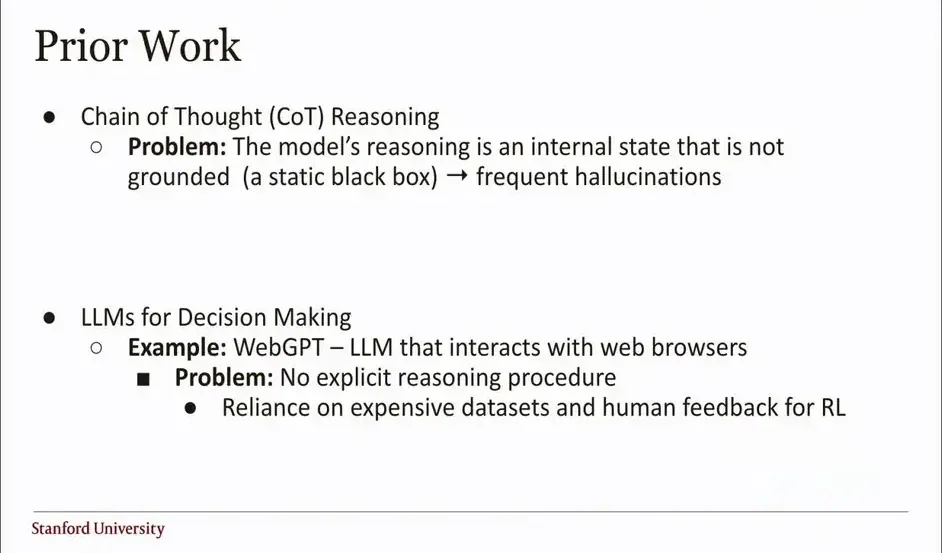 Prior Work
● Chain of Thought (CoT) Reasoning
○ Problem: The model's reasoning is an internal state that is not
grounded (a static black box) → frequent hallucinations
● LLMs for Decision Making
○ Example: WebGPT – LLM that interacts with web browsers
■ Problem: No explicit reasoning procedure
● Reliance on expensive datasets and human feedback for RL
Stanford University